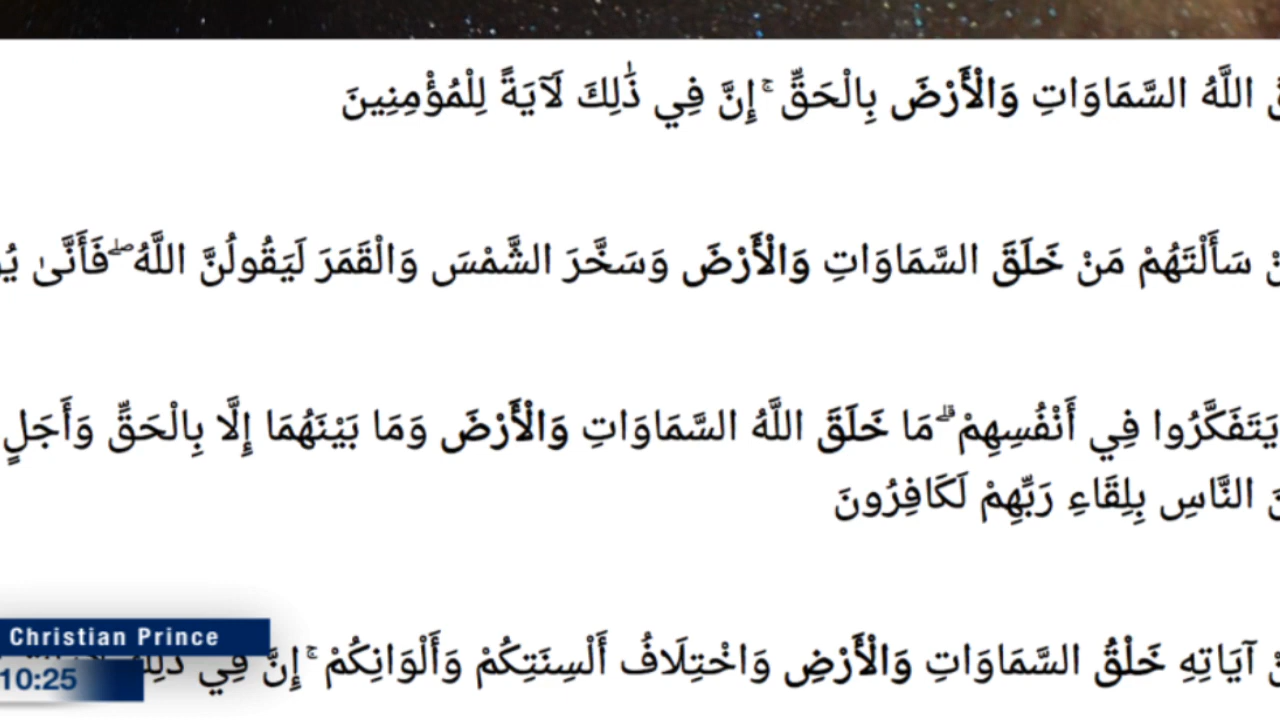 اللَّهُ السَّمَاوَاتِ وَالْأَرْضَ بِالْحَقِّ ۚ إِنَّ فِي ذَٰلِكَ لَآيَةً لِلْمُؤْمِنِينَ
سَأَلْتَهُمْ مَنْ خَلَقَ السَّمَاوَاتِ وَالْأَرْضَ وَسَخَّرَ الشَّمْسَ وَالْقَمَرَ لَيَقُولُنَّ اللَّهُ ۖ فَأَنَّىٰ
يَتَفَكَّرُوا فِي أَنْفُسِهِمْ ۗ مَا خَلَقَ اللَّهُ السَّمَاوَاتِ وَالْأَرْضَ وَمَا بَيْنَهُمَا إِلَّا بِالْحَقِّ وَأَجَلٍ
النَّاسِ بِلِقَاءِ رَبِّهِمْ لَكَافِرُونَ
آيَاتِهِ خَلْقُ السَّمَاوَاتِ وَالْأَرْضِ وَاخْتِلَافُ أَلْسِنَتِكُمْ وَأَلْوَانِكُمْ ۚ إِنَّ فِي ذَٰلِكَ
Christian Prince
10:25